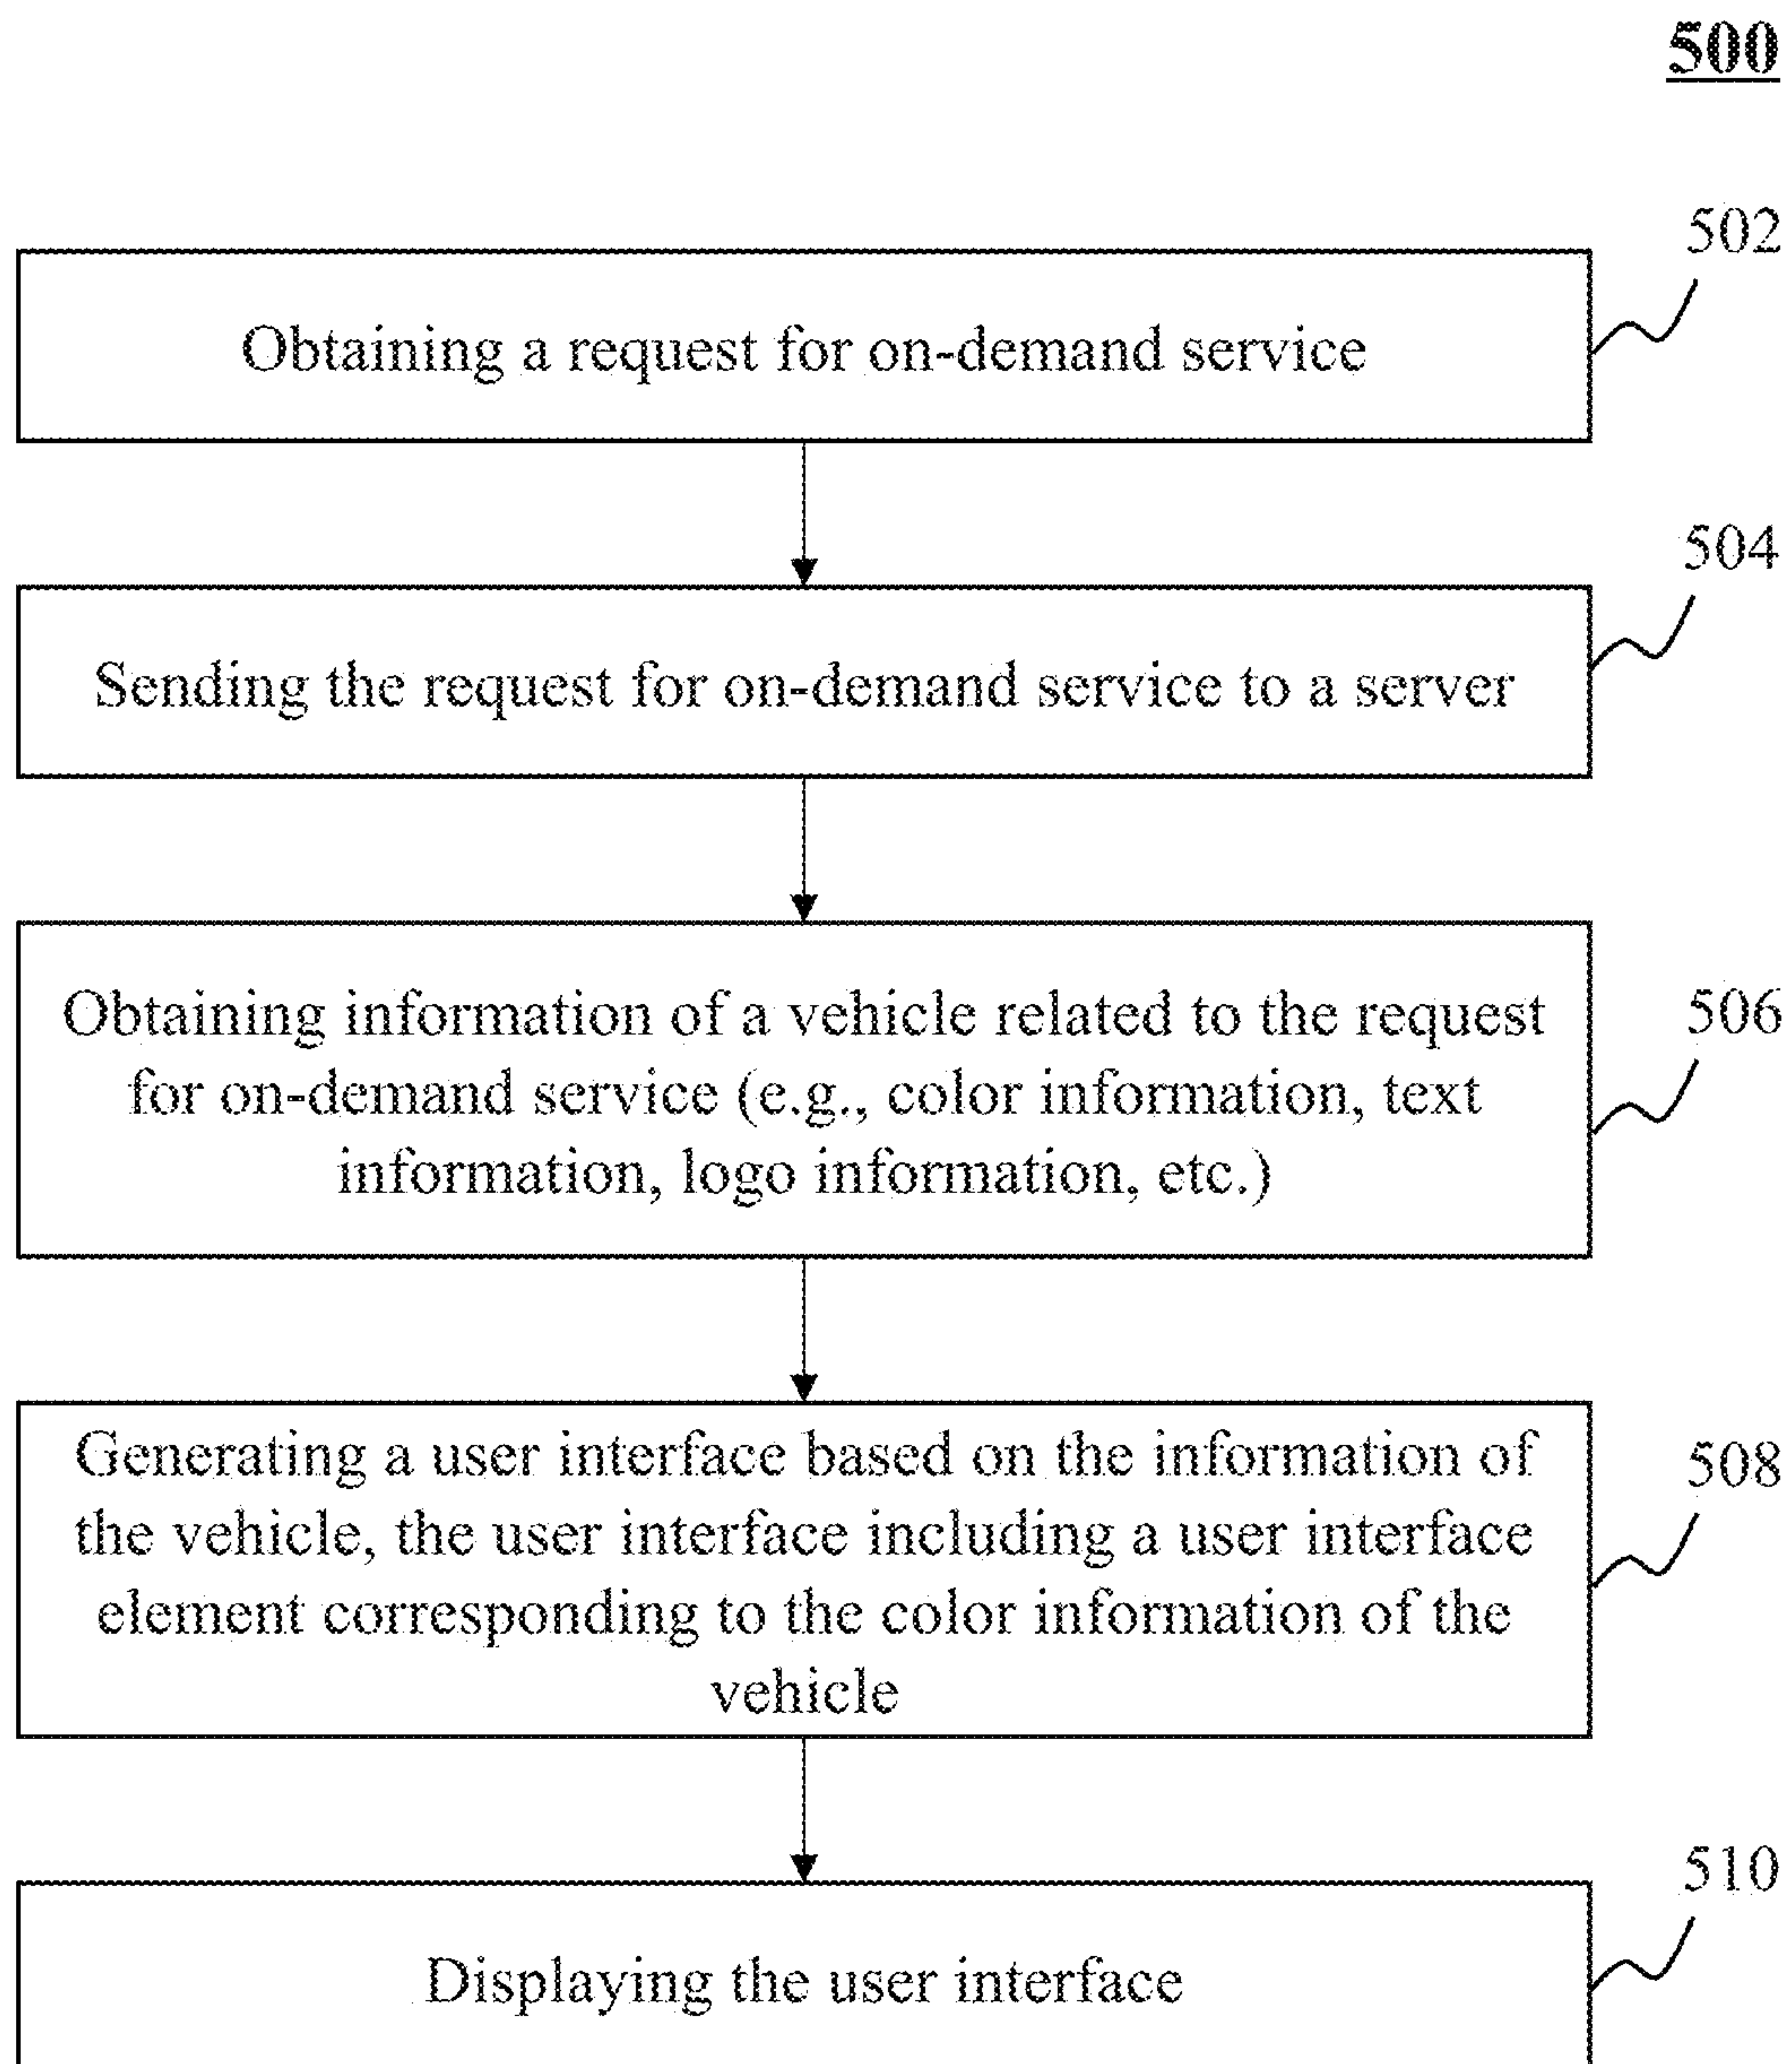 500
502
Obtaining a request for on-demand service
504
Sending the request for on-demand service to a server
506
Obtaining information of a vehicle related to the request
for on-demand service (e.g., color information, text
information, logo information, etc.)
508
Generating a user interface based on the information of
the vehicle, the user interface including a user interface
element corresponding to the color information of the
vehicle
510
Displaying the user interface